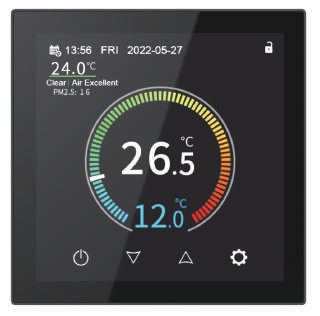 13:56 FRI 2022-05-27
24.0℃
Clear | Air Excellent
PM2.5: 16
26.5 ℃
12.0 ℃